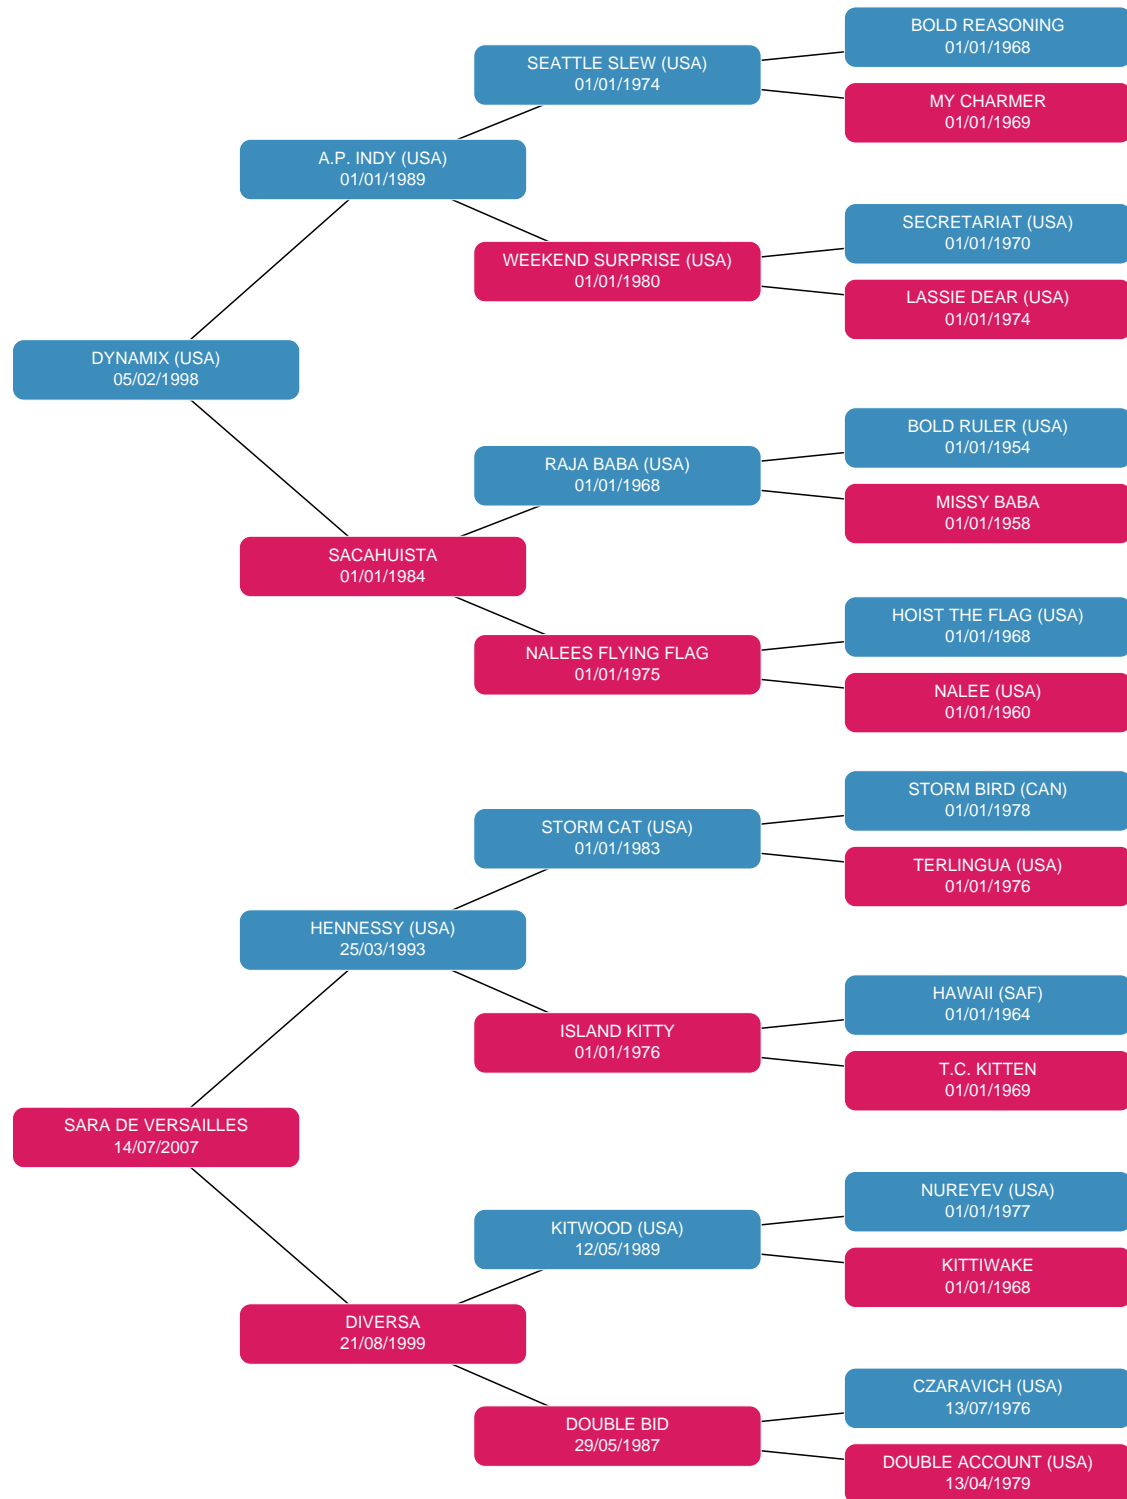 BOLD REASONING
01/01/1968
SEATTLE SLEW (USA)
01/01/1974
MY CHARMER
01/01/1969
A.P. INDY (USA)
01/01/1989
SECRETARIAT (USA)
01/01/1970
WEEKEND SURPRISE (USA)
01/01/1980
LASSIE DEAR (USA)
01/01/1974
DYNAMIX (USA)
05/02/1998
BOLD RULER (USA)
01/01/1954
RAJA BABA (USA)
01/01/1968
MISSY BABA
01/01/1958
SACAHUISTA
01/01/1984
HOIST THE FLAG (USA)
01/01/1968
NALEES FLYING FLAG
01/01/1975
NALEE (USA)
01/01/1960
STORM BIRD (CAN)
01/01/1978
STORM CAT (USA)
01/01/1983
TERLINGUA (USA)
01/01/1976
HENNESSY (USA)
25/03/1993
HAWAII (SAF)
01/01/1964
ISLAND KITTY
01/01/1976
T.C. KITTEN
01/01/1969
SARA DE VERSAILLES
14/07/2007
NUREYEV (USA)
01/01/1977
KITWOOD (USA)
12/05/1989
KITTIWAKE
01/01/1968
DIVERSA
21/08/1999
CZARAVICH (USA)
13/07/1976
DOUBLE BID
29/05/1987
DOUBLE ACCOUNT (USA)
13/04/1979